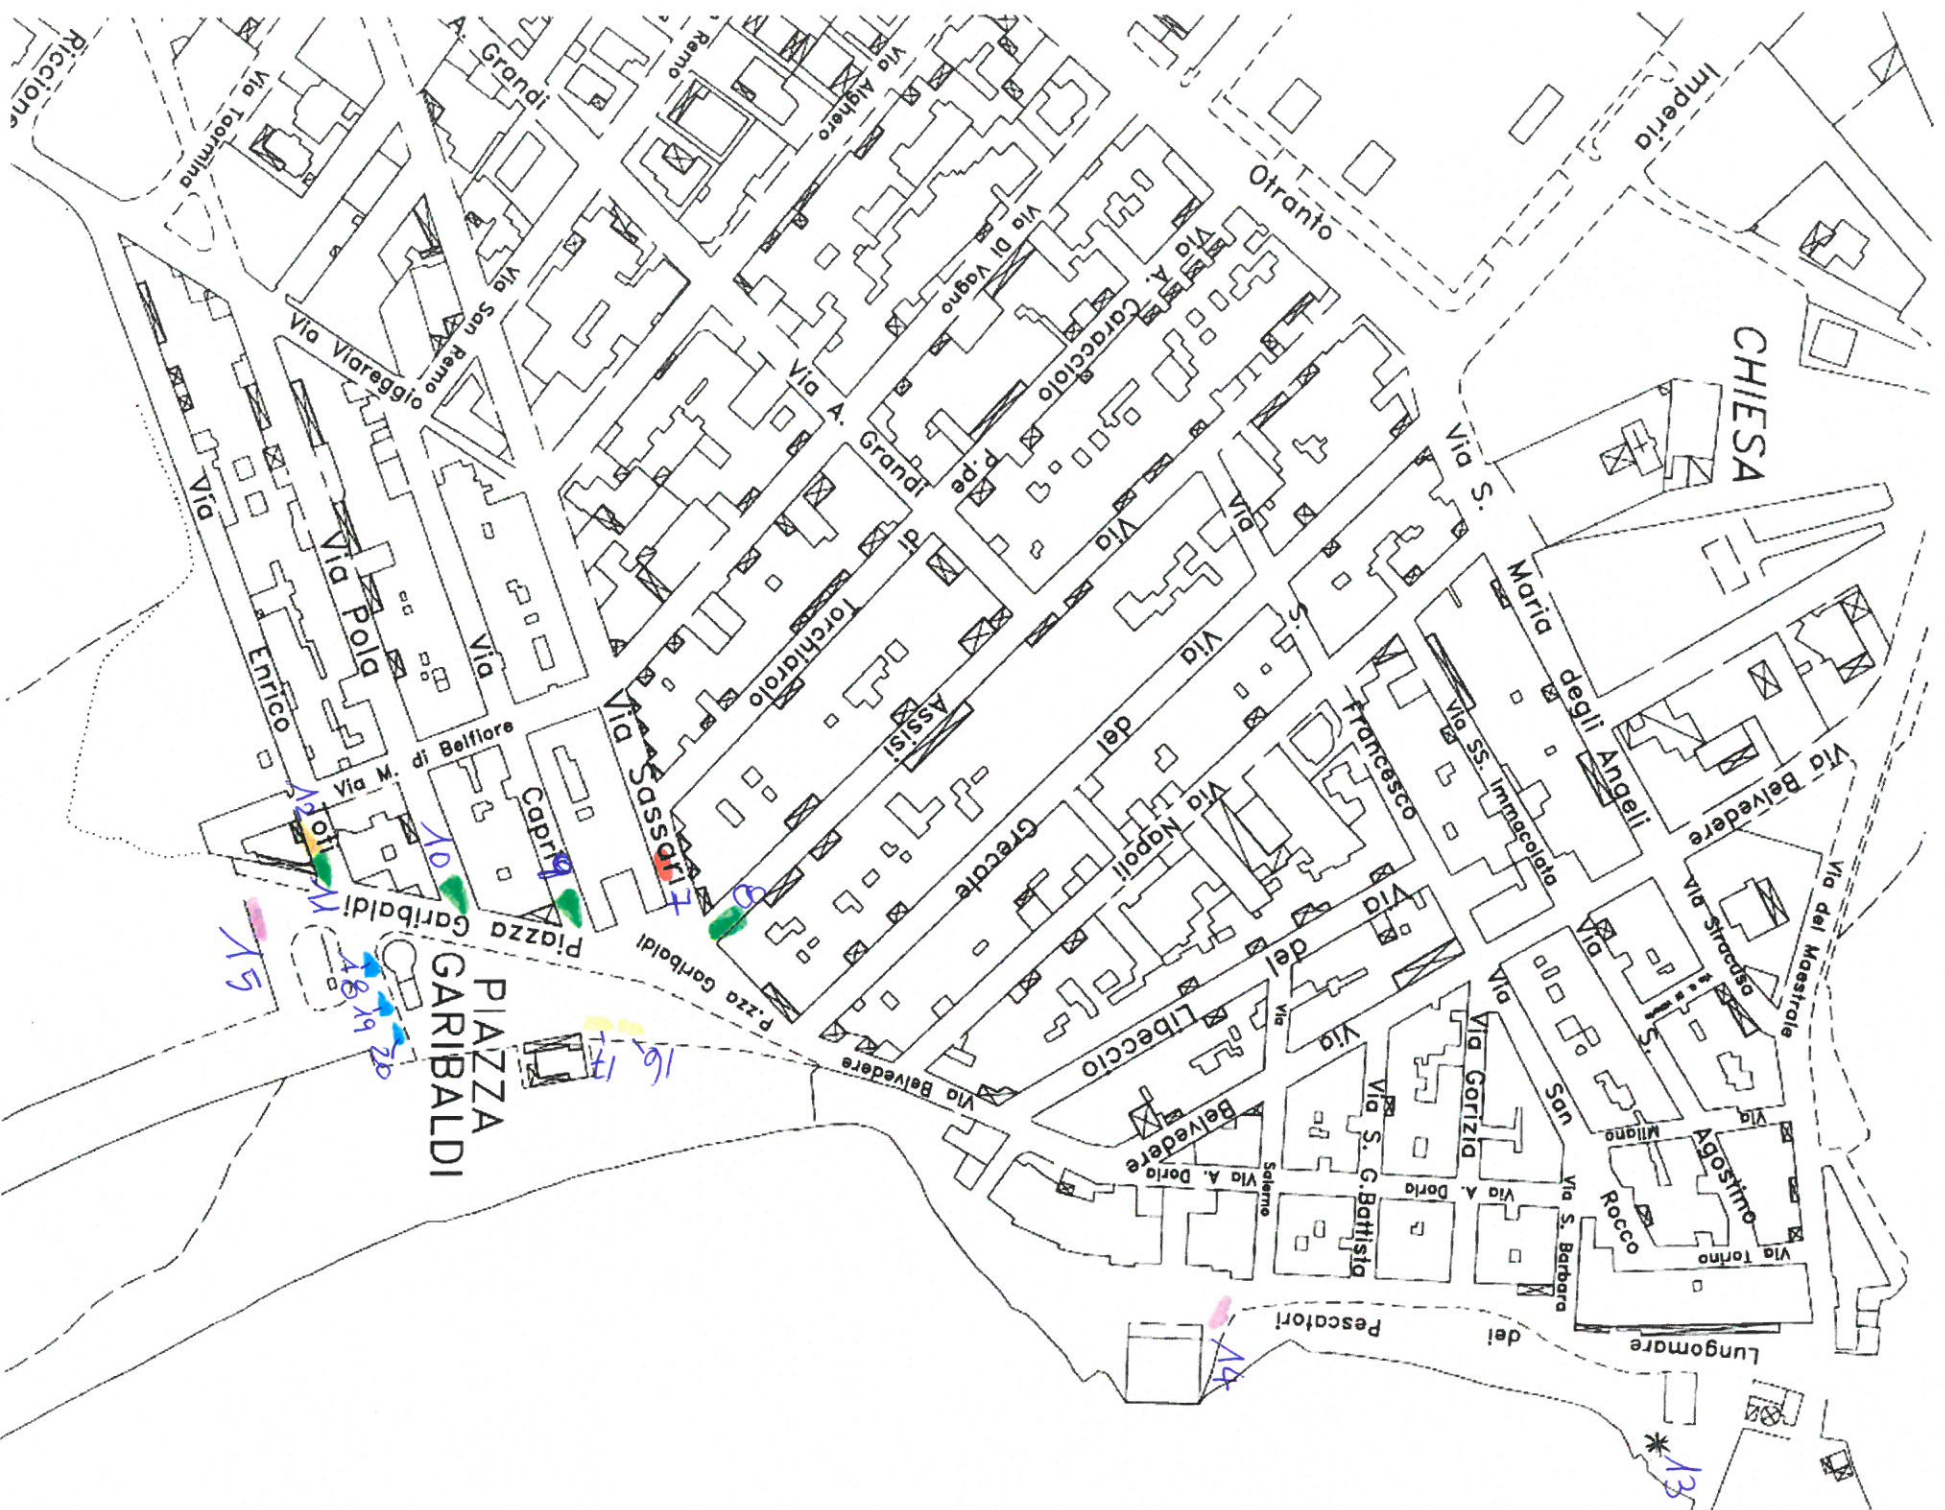 Riccione
Via Taormina
A. Grandi
Remo
Via Alghero
Imperia
Otranto
Via Di Vagno
Via A.
Caracciolo
P.pe
CHIESA
Via San Remo
Via Viareggio
Via A. Grandi
di
Torchiarolo
Via
Assisi
Via S.
Via
S.
Francesco
Via S.
Maria
degli
Angeli
Via SS. Immacolata
Via Belvedere
Via del Maestrale
Via Siracusa
Via
Enrico
Toti
Via Pola
Via
Capri
Via M. di Belfiore
Via Sassari
Via
del
Grecale
Via Napoli
Via
del
Libeccio
Piazza Garibaldi
P.zza Garibaldi
PIAZZA
GARIBALDI
Via Belvedere
Via
Belvedere
Via
Salerno
Via
S. G.Battista
Via Gorizia
Via
San
Rocco
Via
S.
Agostino
Via
Milano
Via A. Doria
Via A. Doria
Via S. Barbara
Via Torino
Lungomare
dei
Pescatori
7
8
9
10
11
12
13
14
15
16
17
18
19
20